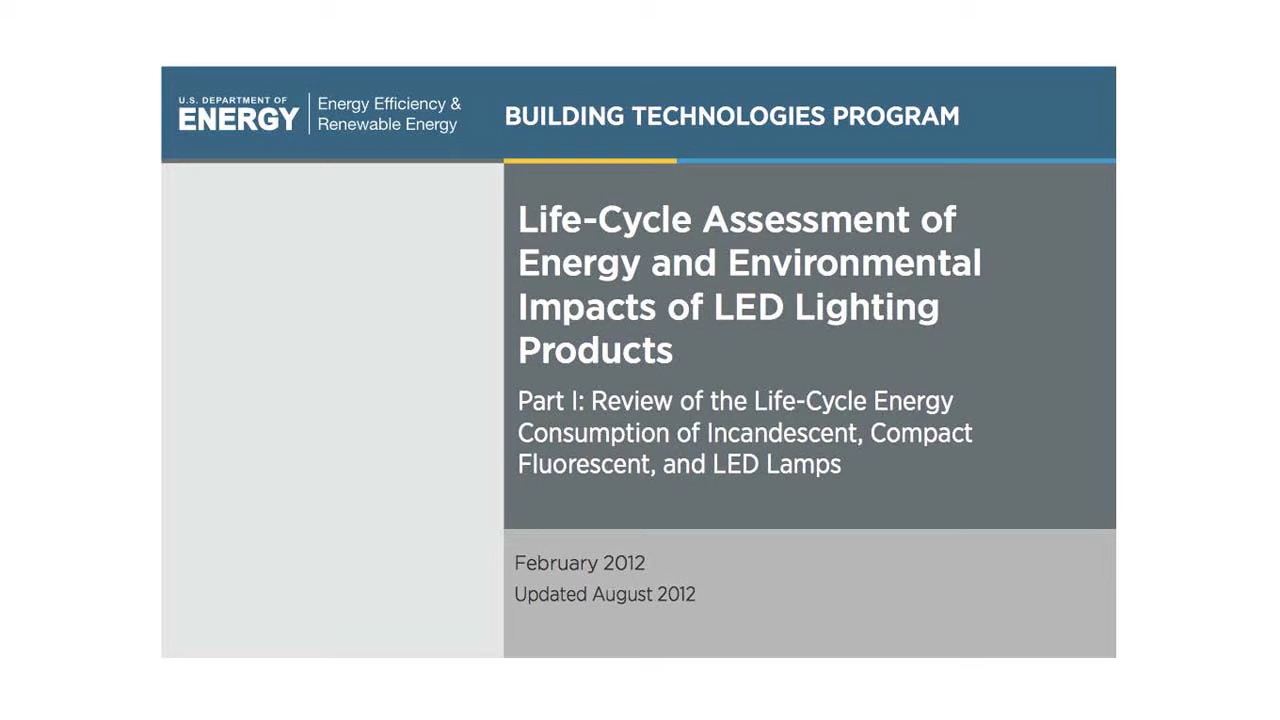 U.S. DEPARTMENT OF
ENERGY
Energy Efficiency &
Renewable Energy
BUILDING TECHNOLOGIES PROGRAM
Life-Cycle Assessment of
Energy and Environmental
Impacts of LED Lighting
Products
Part I: Review of the Life-Cycle Energy
Consumption of Incandescent, Compact
Fluorescent, and LED Lamps
February 2012
Updated August 2012